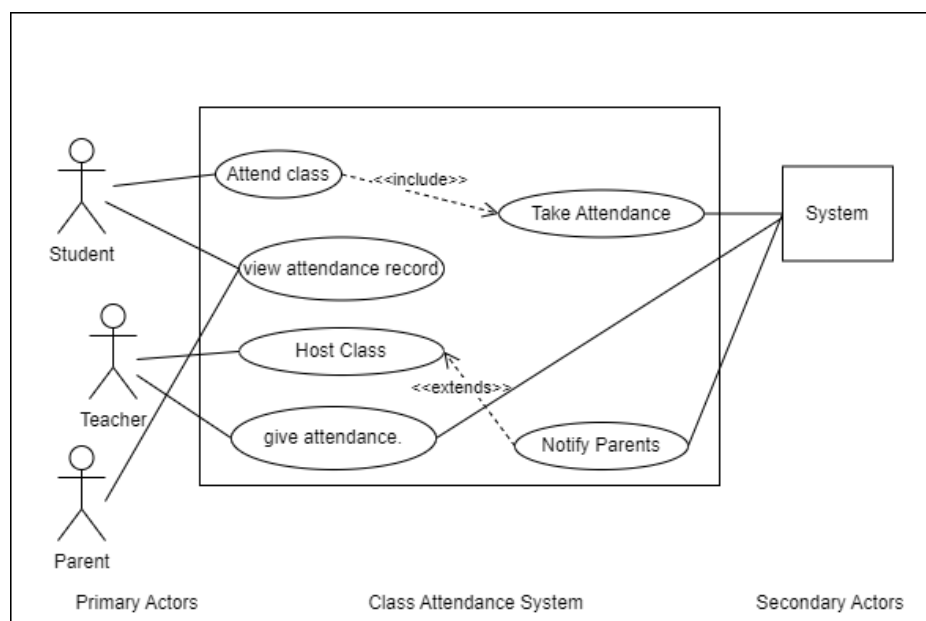 Attend class
<<include>>
Take Attendance
System
Student
view attendance record
Host Class
<<extends>>
Teacher
give attendance.
Notify Parents
Parent
Primary Actors
Class Attendance System
Secondary Actors